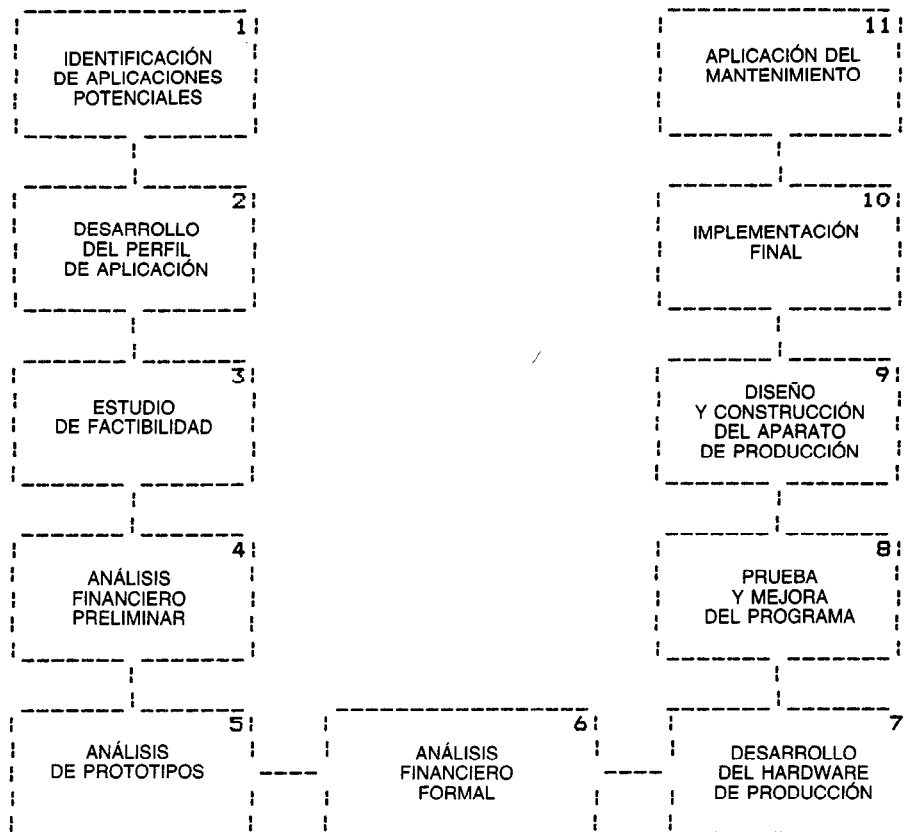 1
IDENTIFICACIÓN
DE APLICACIONES
POTENCIALES
2
DESARROLLO
DEL PERFIL
DE APLICACIÓN
3
ESTUDIO
DE FACTIBILIDAD
4
ANÁLISIS
FINANCIERO
PRELIMINAR
5
ANÁLISIS
DE PROTOTIPOS
6
ANÁLISIS
FINANCIERO
FORMAL
7
DESARROLLO
DEL HARDWARE
DE PRODUCCIÓN
8
PRUEBA
Y MEJORA
DEL PROGRAMA
9
DISEÑO
Y CONSTRUCCIÓN
DEL APARATO
DE PRODUCCIÓN
10
IMPLEMENTACIÓN
FINAL
11
APLICACIÓN DEL
MANTENIMIENTO